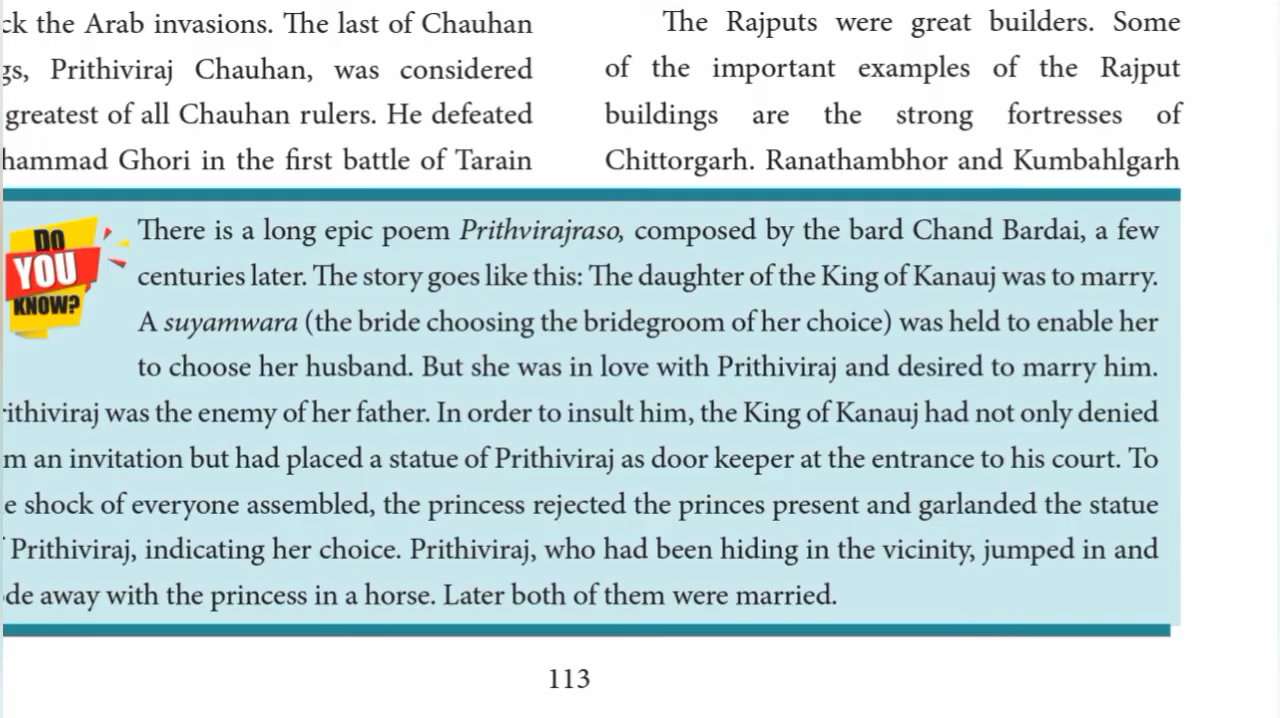 ck the Arab invasions. The last of Chauhan
gs, Prithiviraj Chauhan, was considered
greatest of all Chauhan rulers. He defeated
hammad Ghori in the first battle of Tarain
The Rajputs were great builders. Some
of the important examples of the Rajput
buildings are the strong fortresses of
Chittorgarh. Ranathambhor and Kumbahlgarh
DO
YOU
KNOW?
There is a long epic poem Prithvirajraso, composed by the bard Chand Bardai, a few
centuries later. The story goes like this: The daughter of the King of Kanauj was to marry.
A suyamwara (the bride choosing the bridegroom of her choice) was held to enable her
to choose her husband. But she was in love with Prithiviraj and desired to marry him.
rithiviraj was the enemy of her father. In order to insult him, the King of Kanauj had not only denied
m an invitation but had placed a statue of Prithiviraj as door keeper at the entrance to his court. To
e shock of everyone assembled, the princess rejected the princes present and garlanded the statue
Prithiviraj, indicating her choice. Prithiviraj, who had been hiding in the vicinity, jumped in and
de away with the princess in a horse. Later both of them were married.
113